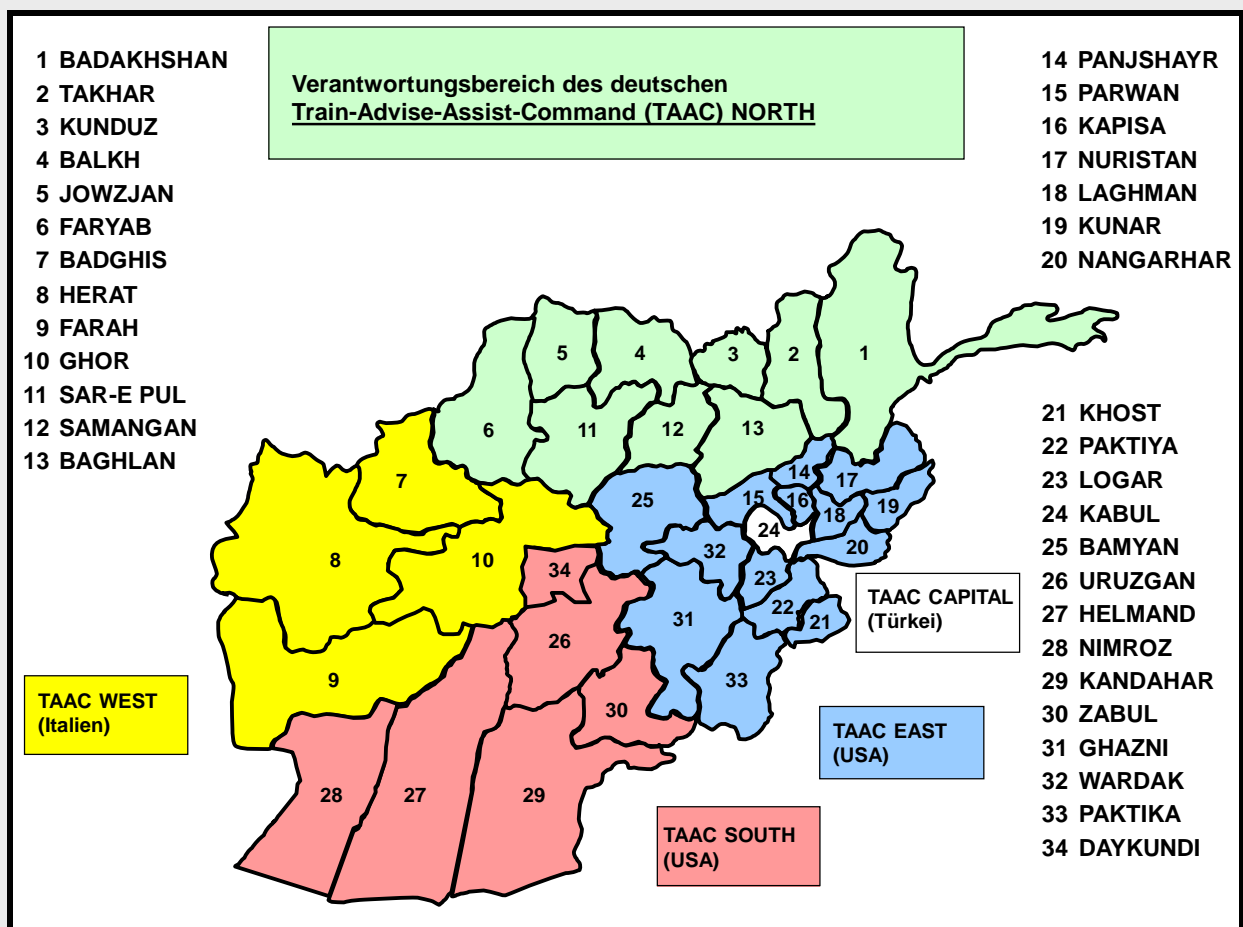 1 BADAKHSHAN
2 TAKHAR
3 KUNDUZ
4 BALKH
5 JOWZJAN
6 FARYAB
7 BADGHIS
8 HERAT
9 FARAH
10 GHOR
11 SAR-E PUL
12 SAMANGAN
13 BAGHLAN
Verantwortungsbereich des deutschen
Train-Advise-Assist-Command (TAAC) NORTH
14 PANJSHAYR
15 PARWAN
16 KAPISA
17 NURISTAN
18 LAGHMAN
19 KUNAR
20 NANGARHAR
21 KHOST
22 PAKTIYA
23 LOGAR
24 KABUL
25 BAMYAN
26 URUZGAN
27 HELMAND
28 NIMROZ
29 KANDAHAR
30 ZABUL
31 GHAZNI
32 WARDAK
33 PAKTIKA
34 DAYKUNDI
5
4
3
2
1
6
11
12
13
7
25
14
17
15
16
18
19
24
20
8
10
34
32
23
22
21
31
26
33
9
30
28
27
29
TAAC CAPITAL
(Türkei)
TAAC WEST
(Italien)
TAAC EAST
(USA)
TAAC SOUTH
(USA)